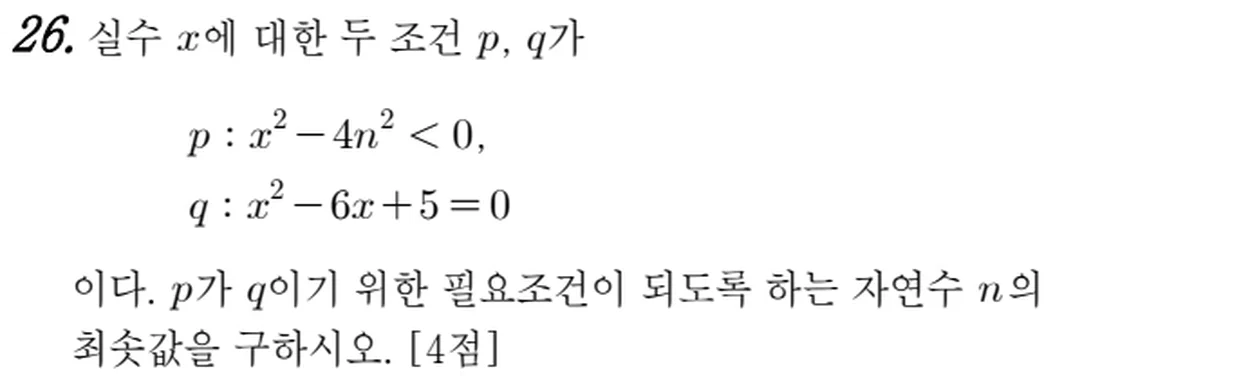 26. 실수 x에 대한 두 조건 p, q가
p : x² − 4n² < 0,
q : x² − 6x + 5 = 0
이다. p가 q이기 위한 필요조건이 되도록 하는 자연수 n의
최솟값을 구하시오. [4점]